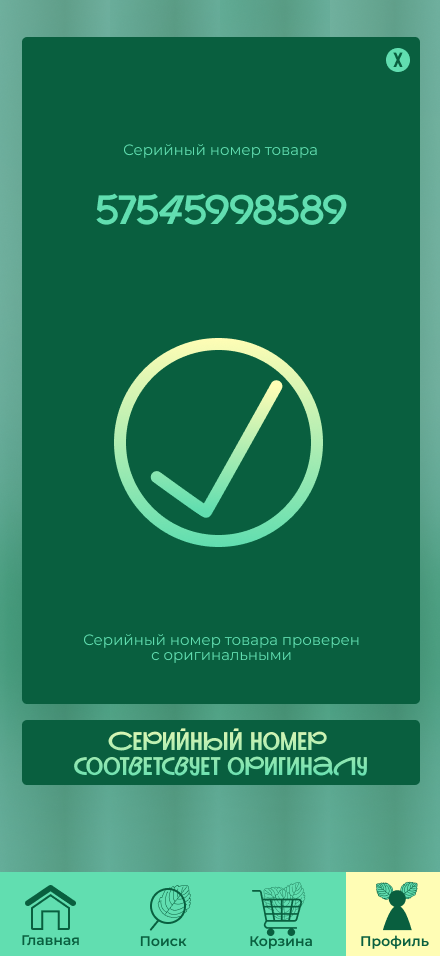 X
Серийный номер товара
57545998589
Серийный номер товара проверен
с оригинальными
СЕРИЙНЫЙ НОМЕР
СООТВЕТСВУЕТ ОРИГИНАЛУ
Главная
Поиск
Корзина
Профиль